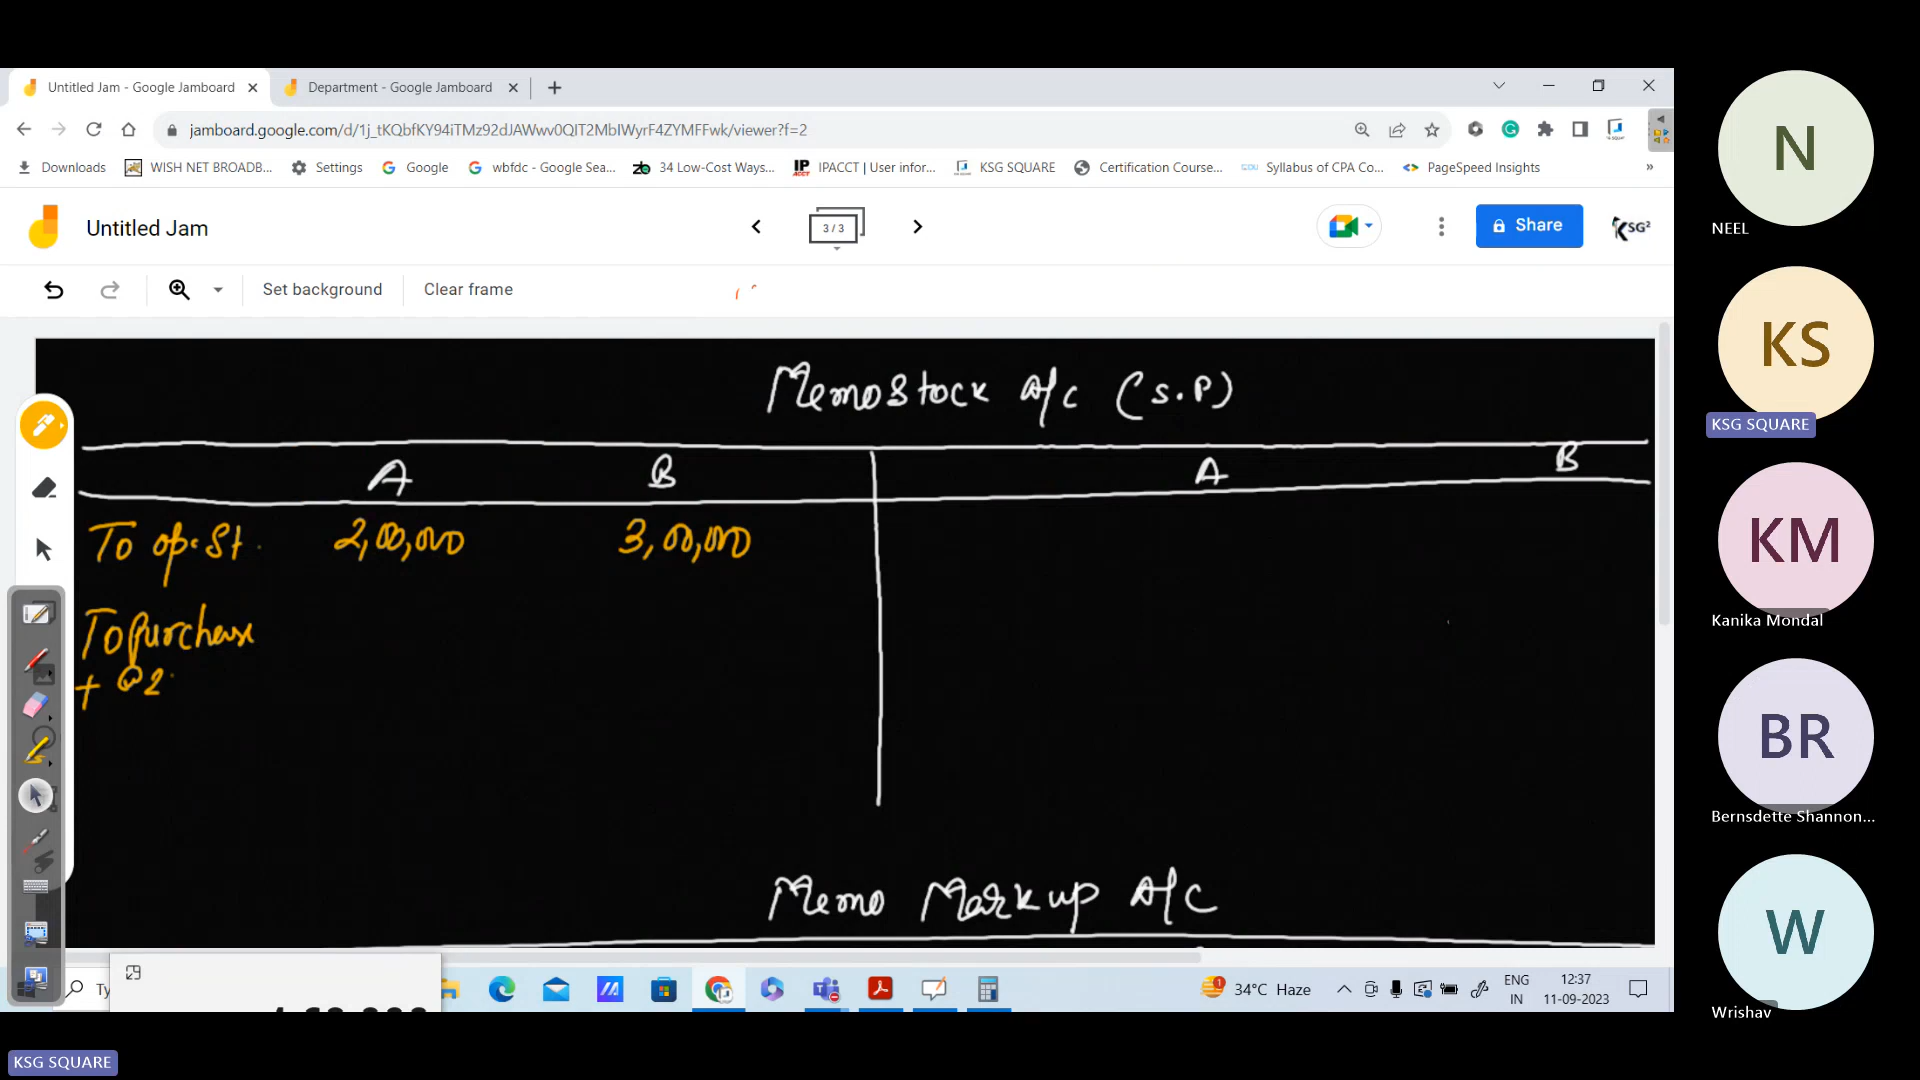 Untitled Jam - Google Jamboard
Department - Google Jamboard
jamboard.google.com/d/1j_tKQbfKY94iTMz92dJAWwv0QIT2MbIWyrF4ZYMFFwk/viewer?f=2
Downloads WISH NET BROADB... Settings Google wbfdc - Google Sea... 34 Low-Cost Ways... IPACCT | User infor... KSG SQUARE Certification Course... Syllabus of CPA Co... PageSpeed Insights »
Untitled Jam
3 / 3
Share
KSG²
Set background Clear frame
Memo Stock A/c (S.P)
A B A B
To op. St. 2,00,000 3,00,000
To purchase
+
Memo Markup A/C
34°C Haze
ENG
IN
12:37
11-09-2023
N
NEEL
KS
KSG SQUARE
KM
Kanika Mondal
BR
Bernsdette Shannon...
W
Wrishav
KSG SQUARE